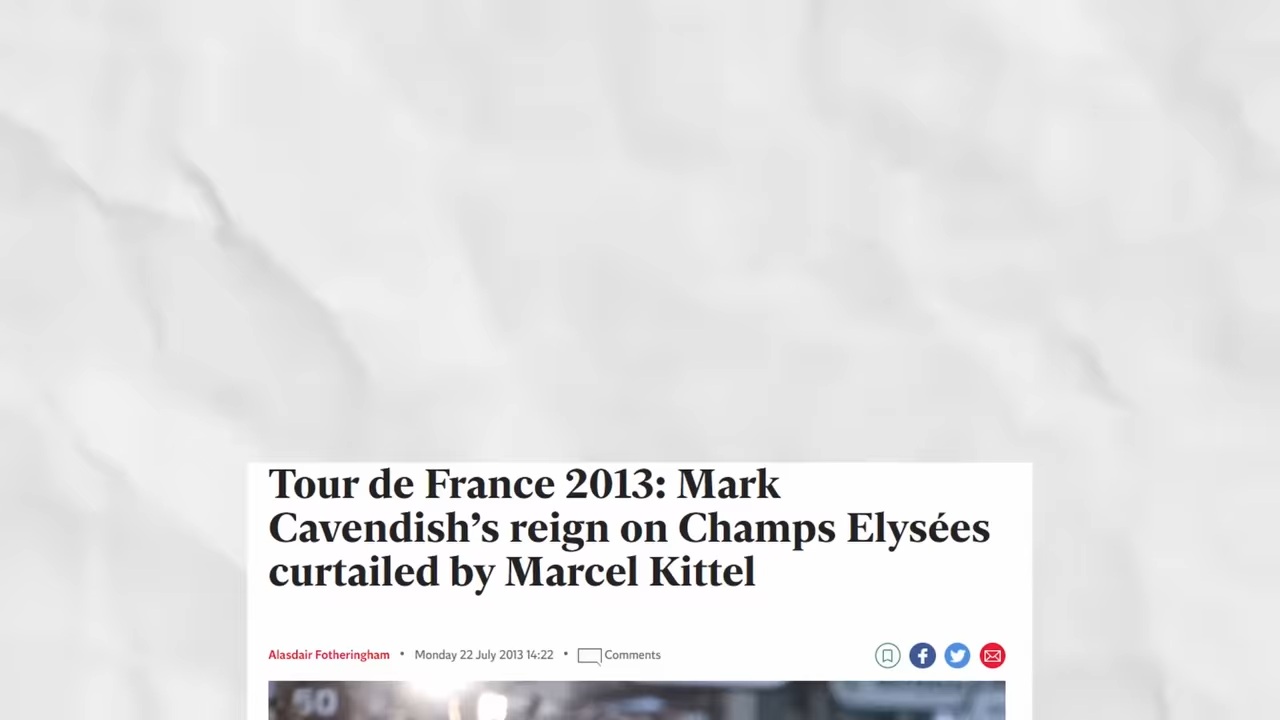 Tour de France 2013: Mark
Cavendish’s reign on Champs Elysées
curtailed by Marcel Kittel
Alasdair Fotheringham • Monday 22 July 2013 14:22 • Comments
50